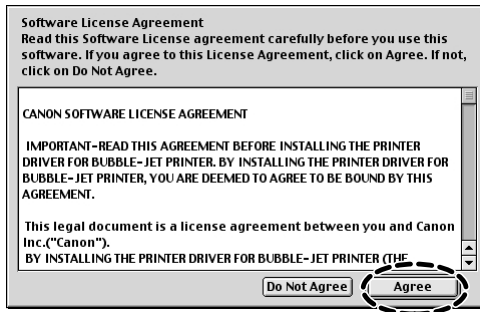 Software License Agreement
Read this Software License agreement carefully before you use this
software. If you agree to this License Agreement, click on Agree. If not,
click on Do Not Agree.
CANON SOFTWARE LICENSE AGREEMENT
IMPORTANT-READ THIS AGREEMENT BEFORE INSTALLING THE PRINTER
DRIVER FOR BUBBLE-JET PRINTER. BY INSTALLING THE PRINTER DRIVER FOR
BUBBLE-JET PRINTER, YOU ARE DEEMED TO AGREE TO BE BOUND BY THIS
AGREEMENT.
This legal document is a license agreement between you and Canon
Inc.("Canon").
BY INSTALLING THE PRINTER DRIVER FOR BUBBLE-JET PRINTER (THE
Do Not Agree Agree